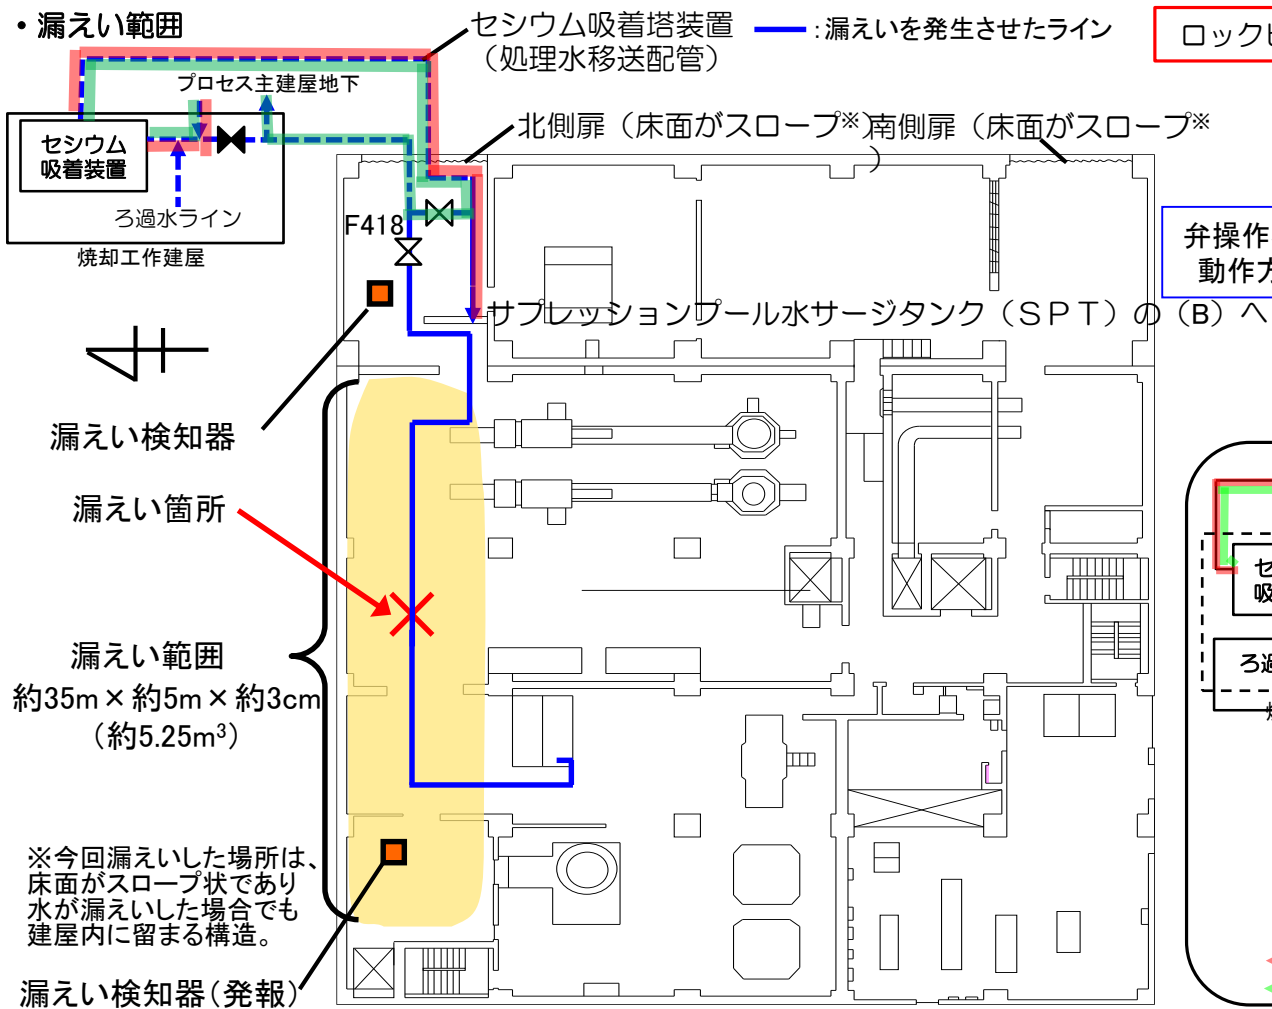 ・漏えい範囲
セシウム吸着塔装置
（処理水移送配管）
：漏えいを発生させたライン
ロックピ
プロセス主建屋地下
セシウム
吸着装置
ろ過水ライン
焼却工作建屋
北側扉（床面がスロープ※）
南側扉（床面がスロープ※
）
F418
弁操作
動作方
サプレッションプール水サージタンク（SPT）の（B）へ
漏えい検知器
漏えい箇所
漏えい範囲
約35m×約5m×約3cm
（約5.25m³）
※今回漏えいした場所は、
床面がスロープ状であり
水が漏えいした場合でも
建屋内に留まる構造。
漏えい検知器（発報）
セ
吸
ろ過